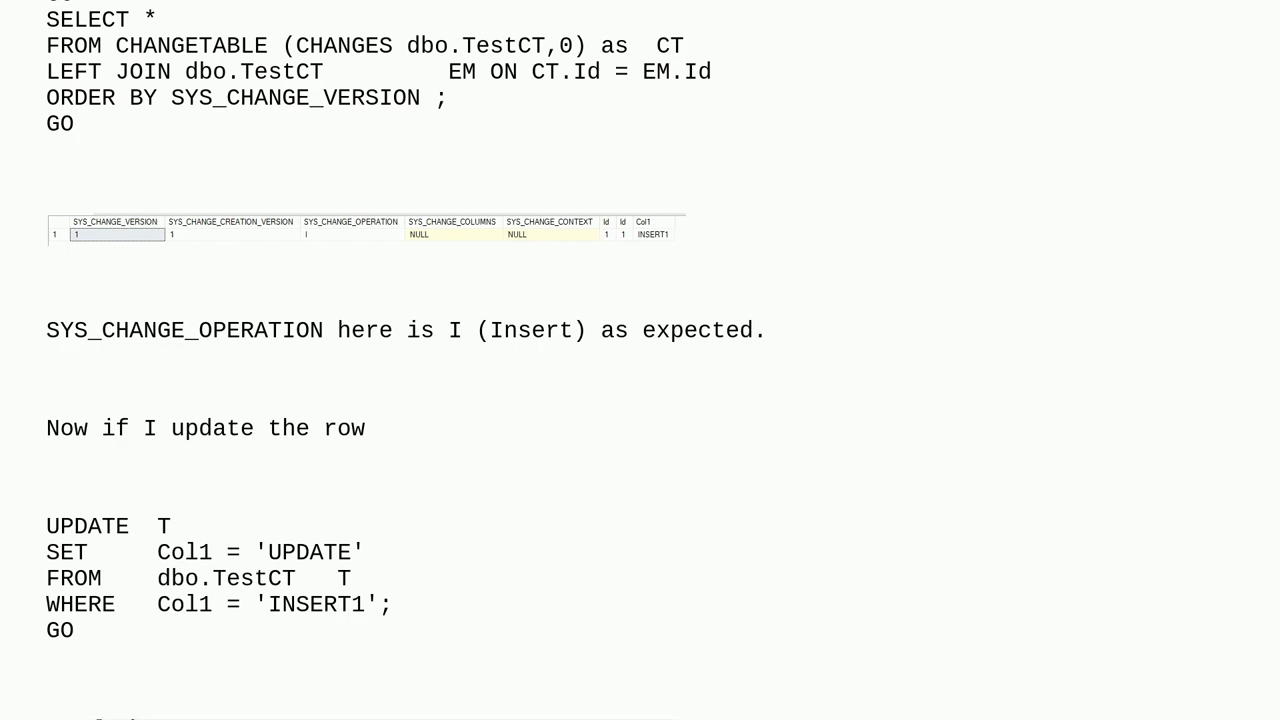 SELECT *
FROM CHANGETABLE (CHANGES dbo.TestCT,0) as  CT
LEFT JOIN dbo.TestCT         EM ON CT.Id = EM.Id
ORDER BY SYS_CHANGE_VERSION ;
GO
SYS_CHANGE_VERSION SYS_CHANGE_CREATION_VERSION SYS_CHANGE_OPERATION SYS_CHANGE_COLUMNS SYS_CHANGE_CONTEXT Id Id Col1
1 1 1 I NULL NULL 1 1 INSERT1
SYS_CHANGE_OPERATION here is I (Insert) as expected.
Now if I update the row
UPDATE  T
SET     Col1 = 'UPDATE'
FROM    dbo.TestCT   T
WHERE   Col1 = 'INSERT1';
GO